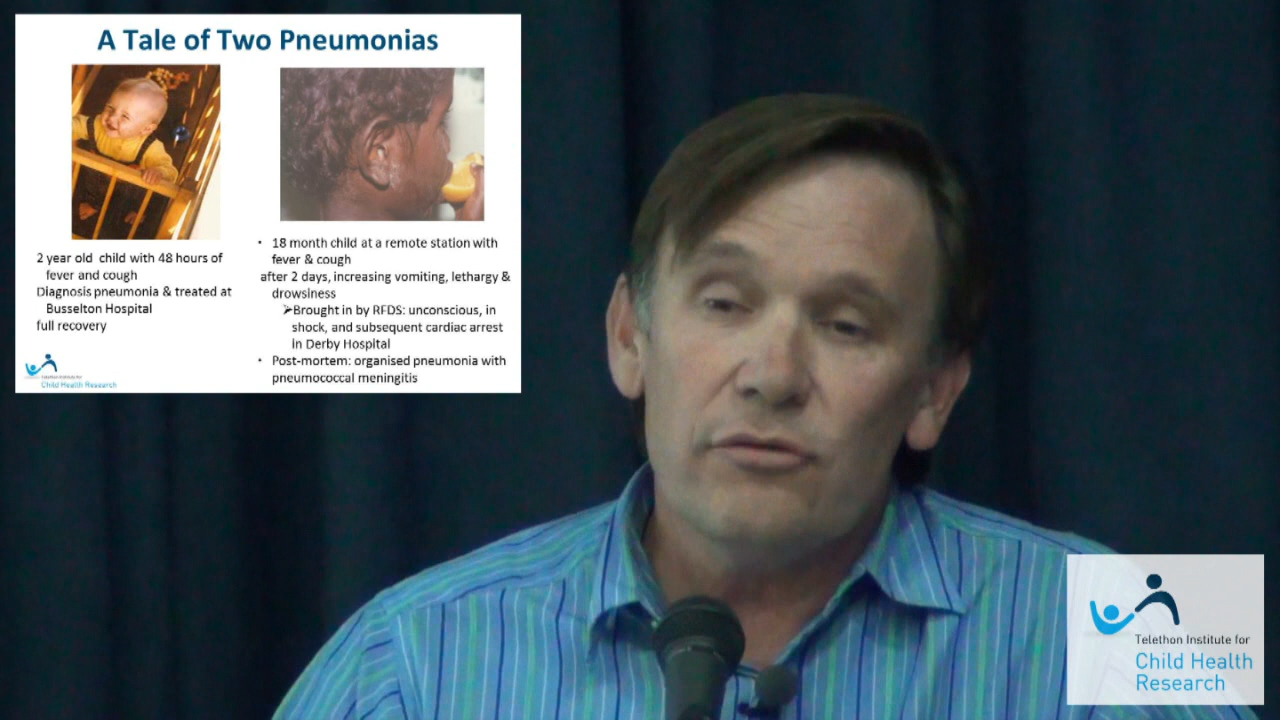 A Tale of Two Pneumonias
2 year old child with 48 hours of
fever and cough
Diagnosis pneumonia & treated at
Busselton Hospital
full recovery
• 18 month child at a remote station with
fever & cough
after 2 days, increasing vomiting, lethargy &
drowsiness
➢Brought in by RFDS: unconscious, in
shock, and subsequent cardiac arrest
in Derby Hospital
• Post-mortem: organised pneumonia with
pneumococcal meningitis
Telethon Institute for
Child Health Research
Telethon Institute for
Child Health
Research